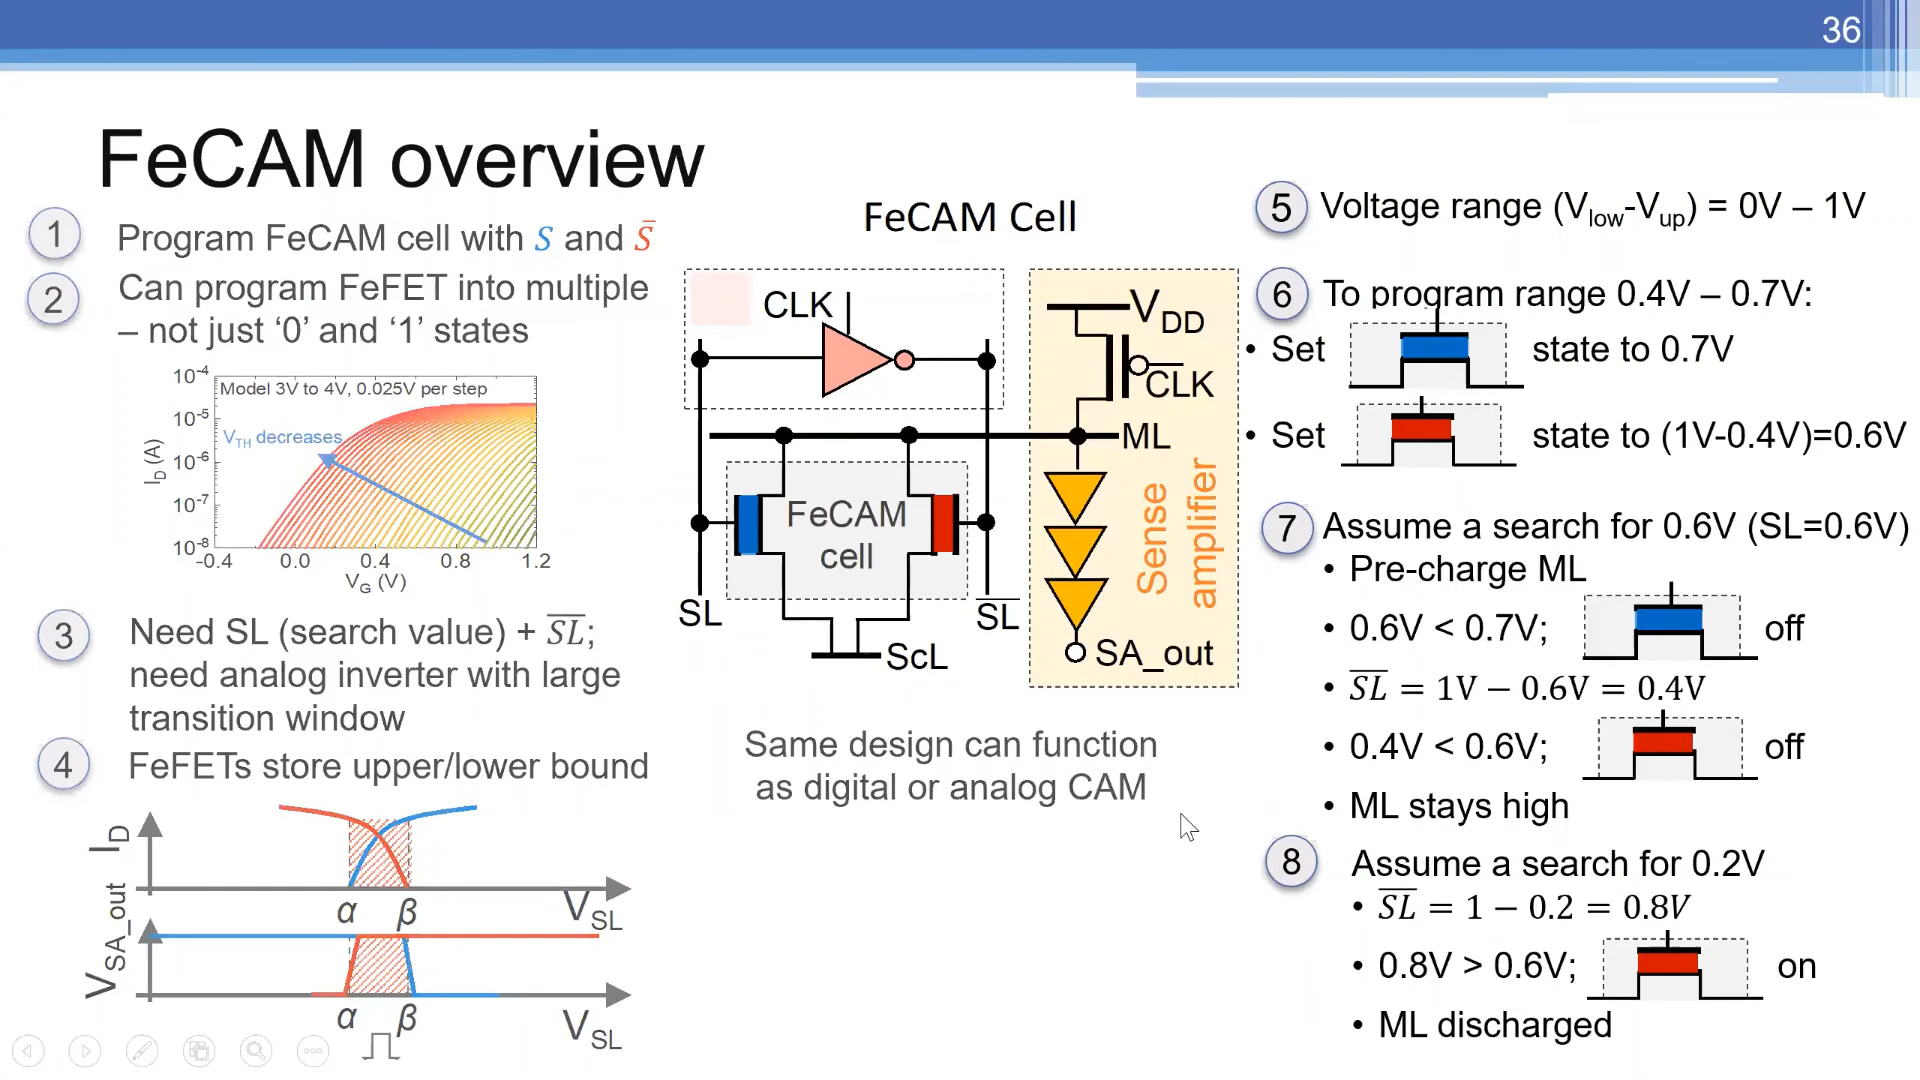 36
FeCAM overview
1 Program FeCAM cell with S and S̅
2 Can program FeFET into multiple
– not just ‘0’ and ‘1’ states
Model 3V to 4V, 0.025V per step
V_TH decreases
I_D (A)
10⁻⁴
10⁻⁵
10⁻⁶
10⁻⁷
10⁻⁸
-0.4 0.0 0.4 0.8 1.2
V_G (V)
3 Need SL (search value) + S̅L̅;
need analog inverter with large
transition window
4 FeFETs store upper/lower bound
I_D
α β V_SL
V_SA_out
α β V_SL
FeCAM Cell
CLK
V_DD
C̅L̅K̅
ML
FeCAM
cell
SL
S̅L̅
ScL
Sense
amplifier
SA_out
Same design can function
as digital or analog CAM
5 Voltage range (V_low-V_up) = 0V – 1V
6 To program range 0.4V – 0.7V:
• Set state to 0.7V
• Set state to (1V-0.4V)=0.6V
7 Assume a search for 0.6V (SL=0.6V)
• Pre-charge ML
• 0.6V < 0.7V; off
• S̅L̅ = 1V − 0.6V = 0.4V
• 0.4V < 0.6V; off
• ML stays high
8 Assume a search for 0.2V
• S̅L̅ = 1 − 0.2 = 0.8V
• 0.8V > 0.6V; on
• ML discharged